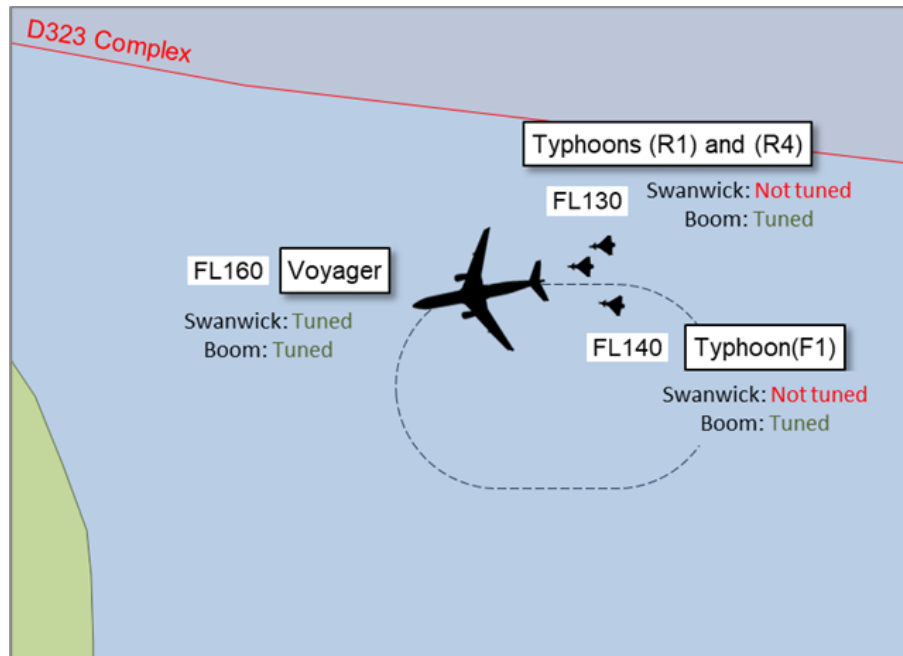 D323 Complex
Typhoons (R1) and (R4)
FL130
Swanwick: Not tuned
Boom: Tuned
FL160
Voyager
Swanwick: Tuned
Boom: Tuned
FL140
Typhoon(F1)
Swanwick: Not tuned
Boom: Tuned